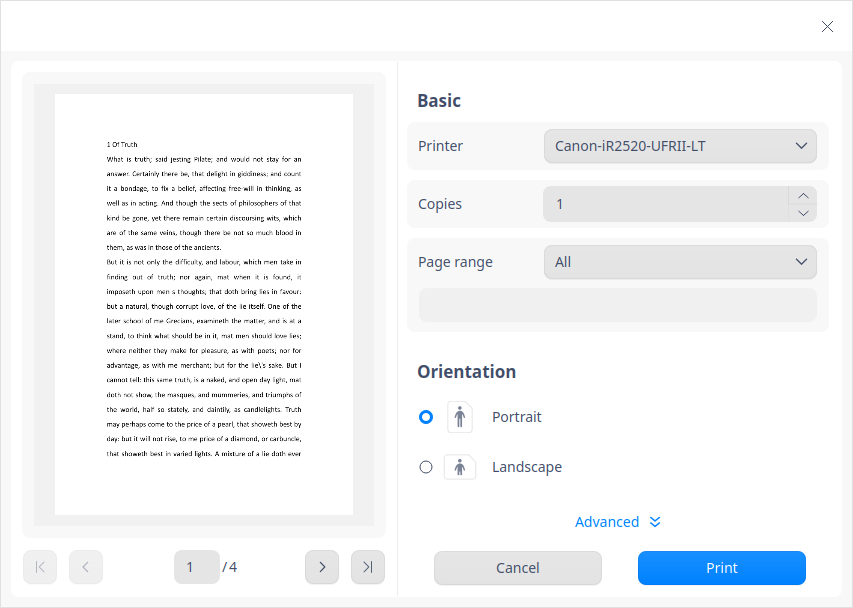 1 Of Truth
What is truth; said jesting Pilate; and would not stay for an
answer. Certainly there be, that delight in giddiness; and count
it a bondage, to fix a belief, affecting free-will in thinking, as
well as in acting. And though the sects of philosophers of that
kind be gone, yet there remain certain discoursing wits, which
are of the same veins, though there be not so much blood in
them, as was in those of the ancients.
But it is not only the difficulty, and labour, which men take in
finding out of truth; nor again, mat when it is found, it
imposeth upon men s thoughts; that doth bring lies in favour:
but a natural, though corrupt love, of the lie itself. One of the
later school of me Grecians, examineth the matter, and is at a
stand, to think what should be in it, mat men should love lies;
where neither they make for pleasure, as with poets; nor for
advantage, as with me merchant; but for the lie\'s sake. But I
cannot tell: this same truth, is a naked, and open day light, mat
doth not show, the masques, and mummeries, and triumphs of
the world, half so stately, and daintily, as candlelights. Truth
may perhaps come to the price of a pearl, that showeth best by
day: but it will not rise, to me price of a diamond, or carbuncle,
that showeth best in varied lights. A mixture of a lie doth ever
1 / 4
Basic
Printer Canon-iR2520-UFRII-LT
Copies 1
Page range All
Orientation
Portrait
Landscape
Advanced
Cancel Print